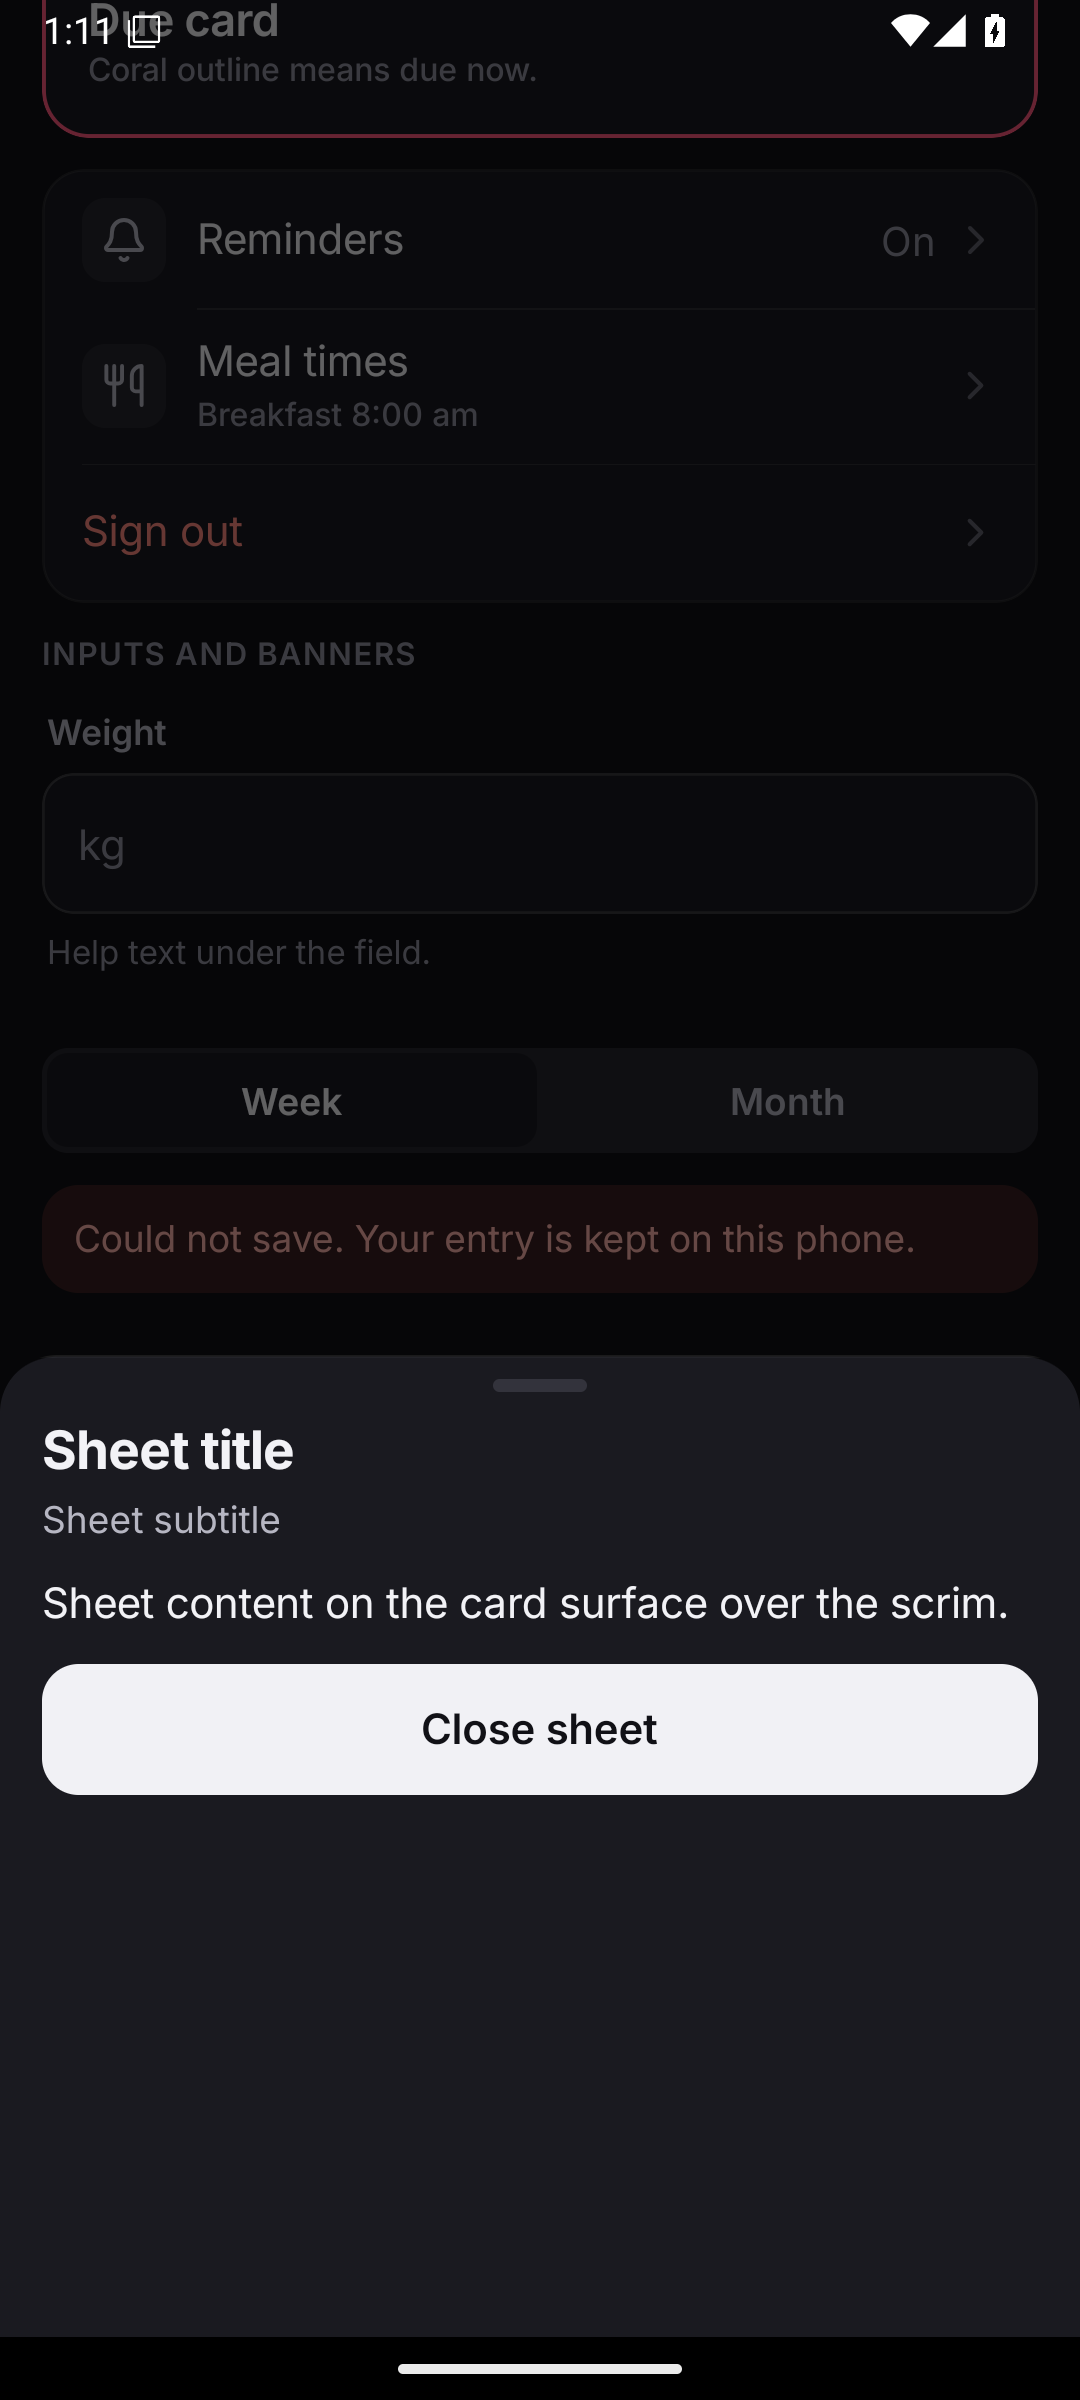 1:11
Due card
Coral outline means due now.
Reminders
On
Meal times
Breakfast 8:00 am
Sign out
INPUTS AND BANNERS
Weight
kg
Help text under the field.
Week
Month
Could not save. Your entry is kept on this phone.
Sheet title
Sheet subtitle
Sheet content on the card surface over the scrim.
Close sheet